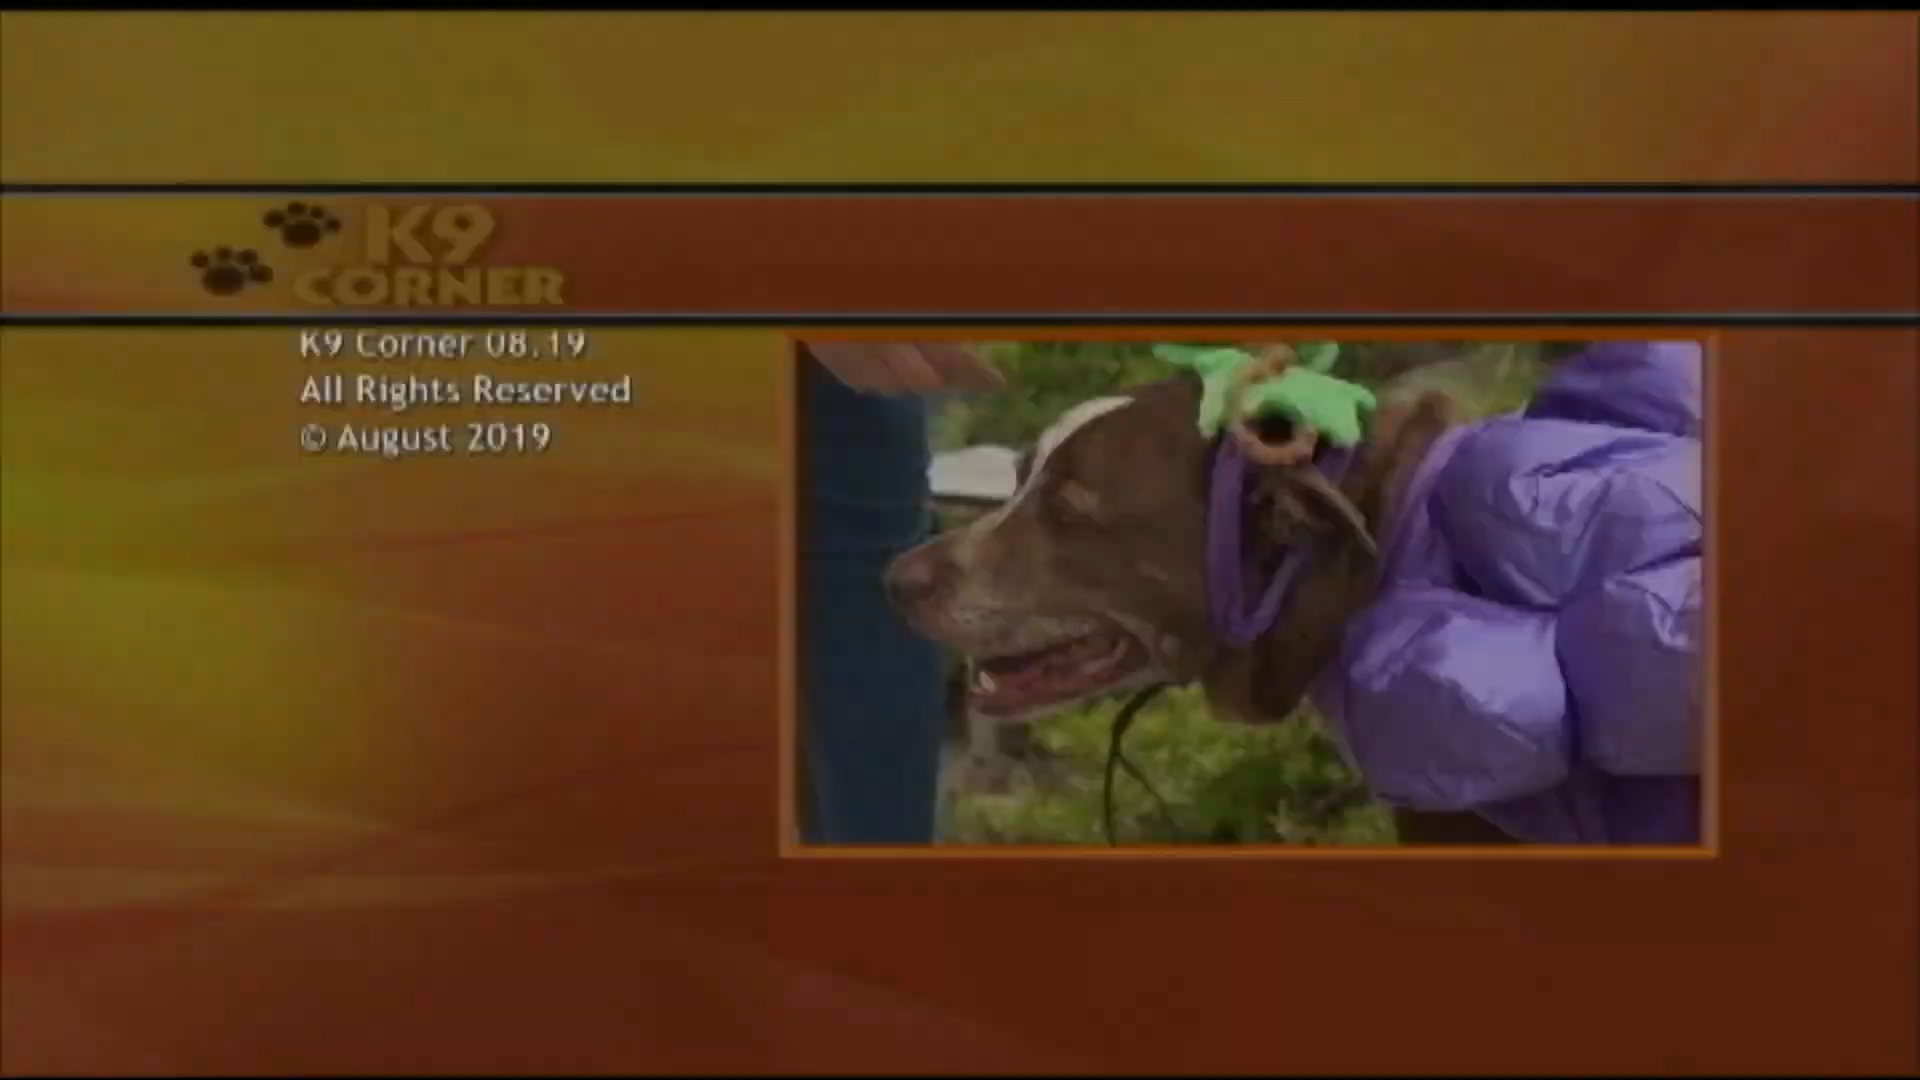 K9
CORNER
K9 Corner 08.19
All Rights Reserved
© August 2019